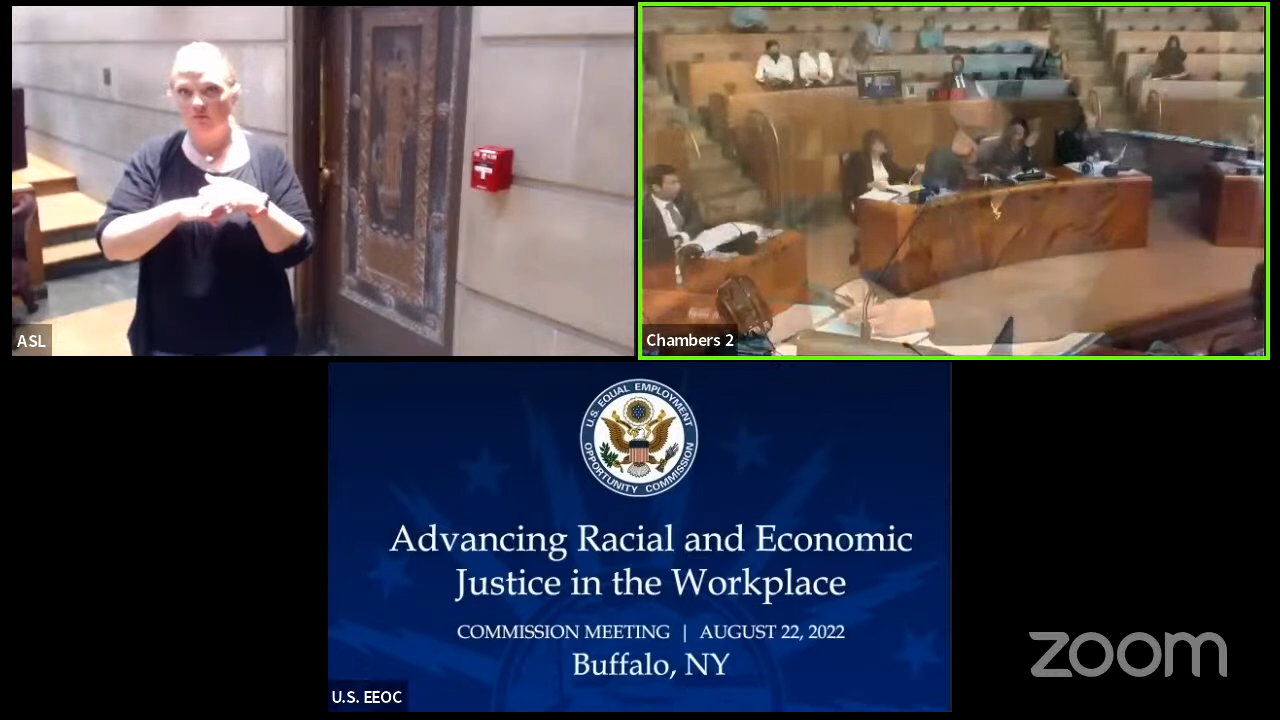 ASL
Chambers 2
U.S. EQUAL EMPLOYMENT
OPPORTUNITY COMMISSION
Advancing Racial and Economic
Justice in the Workplace
COMMISSION MEETING | AUGUST 22, 2022
Buffalo, NY
U.S. EEOC
zoom